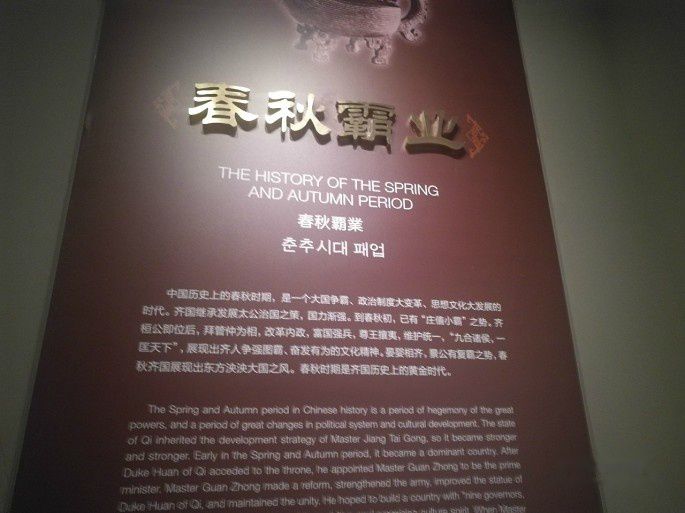 春秋霸业
THE HISTORY OF THE SPRING
AND AUTUMN PERIOD
春秋覇業
춘추시대 패업
中国历史上的春秋时期，是一个大国争霸、政治制度大变革、思想文化大发展的
时代。齐国继承发展太公治国之策，国力渐强。到春秋初，已有“庄僖小霸”之势，齐
桓公即位后，拜管仲为相，改革内政，富国强兵，尊王攘夷，维护统一，“九合诸侯，一
匡天下”，展现出齐人争强图霸、奋发有为的文化精神。晏婴相齐，景公有复霸之势，春
秋齐国展现出东方泱泱大国之风。春秋时期是齐国历史上的黄金时代。
The Spring and Autumn period in Chinese history is a period of hegemony of the great
powers, and a period of great changes in political system and cultural development. The state
of Qi inherited the development strategy of Master Jiang Tai Gong, so it became stronger
and stronger. Early in the Spring and Autumn period, it became a dominant country. After
Duke Huan of Qi acceded to the throne, he appointed Master Guan Zhong to be the prime
minister. Master Guan Zhong made a reform, strengthened the army, improved the statue of
Duke Huan of Qi, and maintained the unity. He hoped to build a country with "nine governors,
culture spirit. When Master